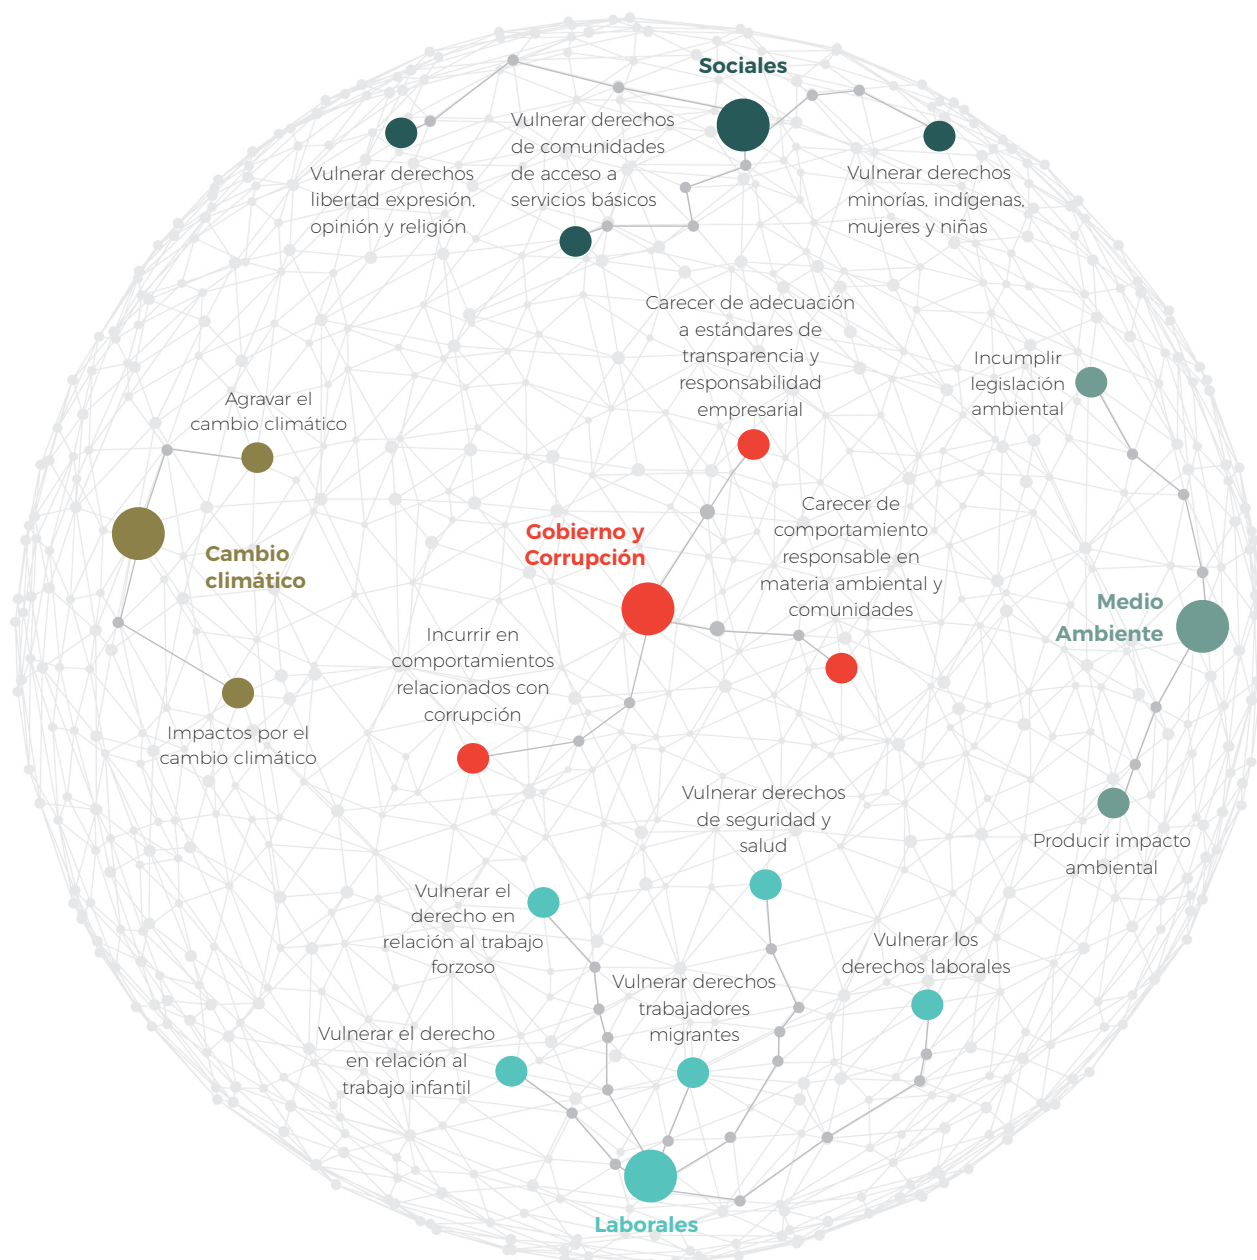 Sociales
Vulnerar derechos
libertad expresión,
opinión y religión
Vulnerar derechos
de comunidades
de acceso a
servicios básicos
Vulnerar derechos
minorías, indígenas,
mujeres y niñas
Carecer de adecuación
a estándares de
transparencia y
responsabilidad
empresarial
Incumplir
legislación
ambiental
Agravar el
cambio climático
Cambio
climático
Gobierno y
Corrupción
Carecer de
comportamiento
responsable en
materia ambiental y
comunidades
Medio
Ambiente
Incurrir en
comportamientos
relacionados con
corrupción
Impactos por el
cambio climático
Vulnerar derechos
de seguridad y
salud
Producir impacto
ambiental
Vulnerar el
derecho en
relación al trabajo
forzoso
Vulnerar los
derechos laborales
Vulnerar derechos
trabajadores
migrantes
Vulnerar el derecho
en relación al
trabajo infantil
Laborales